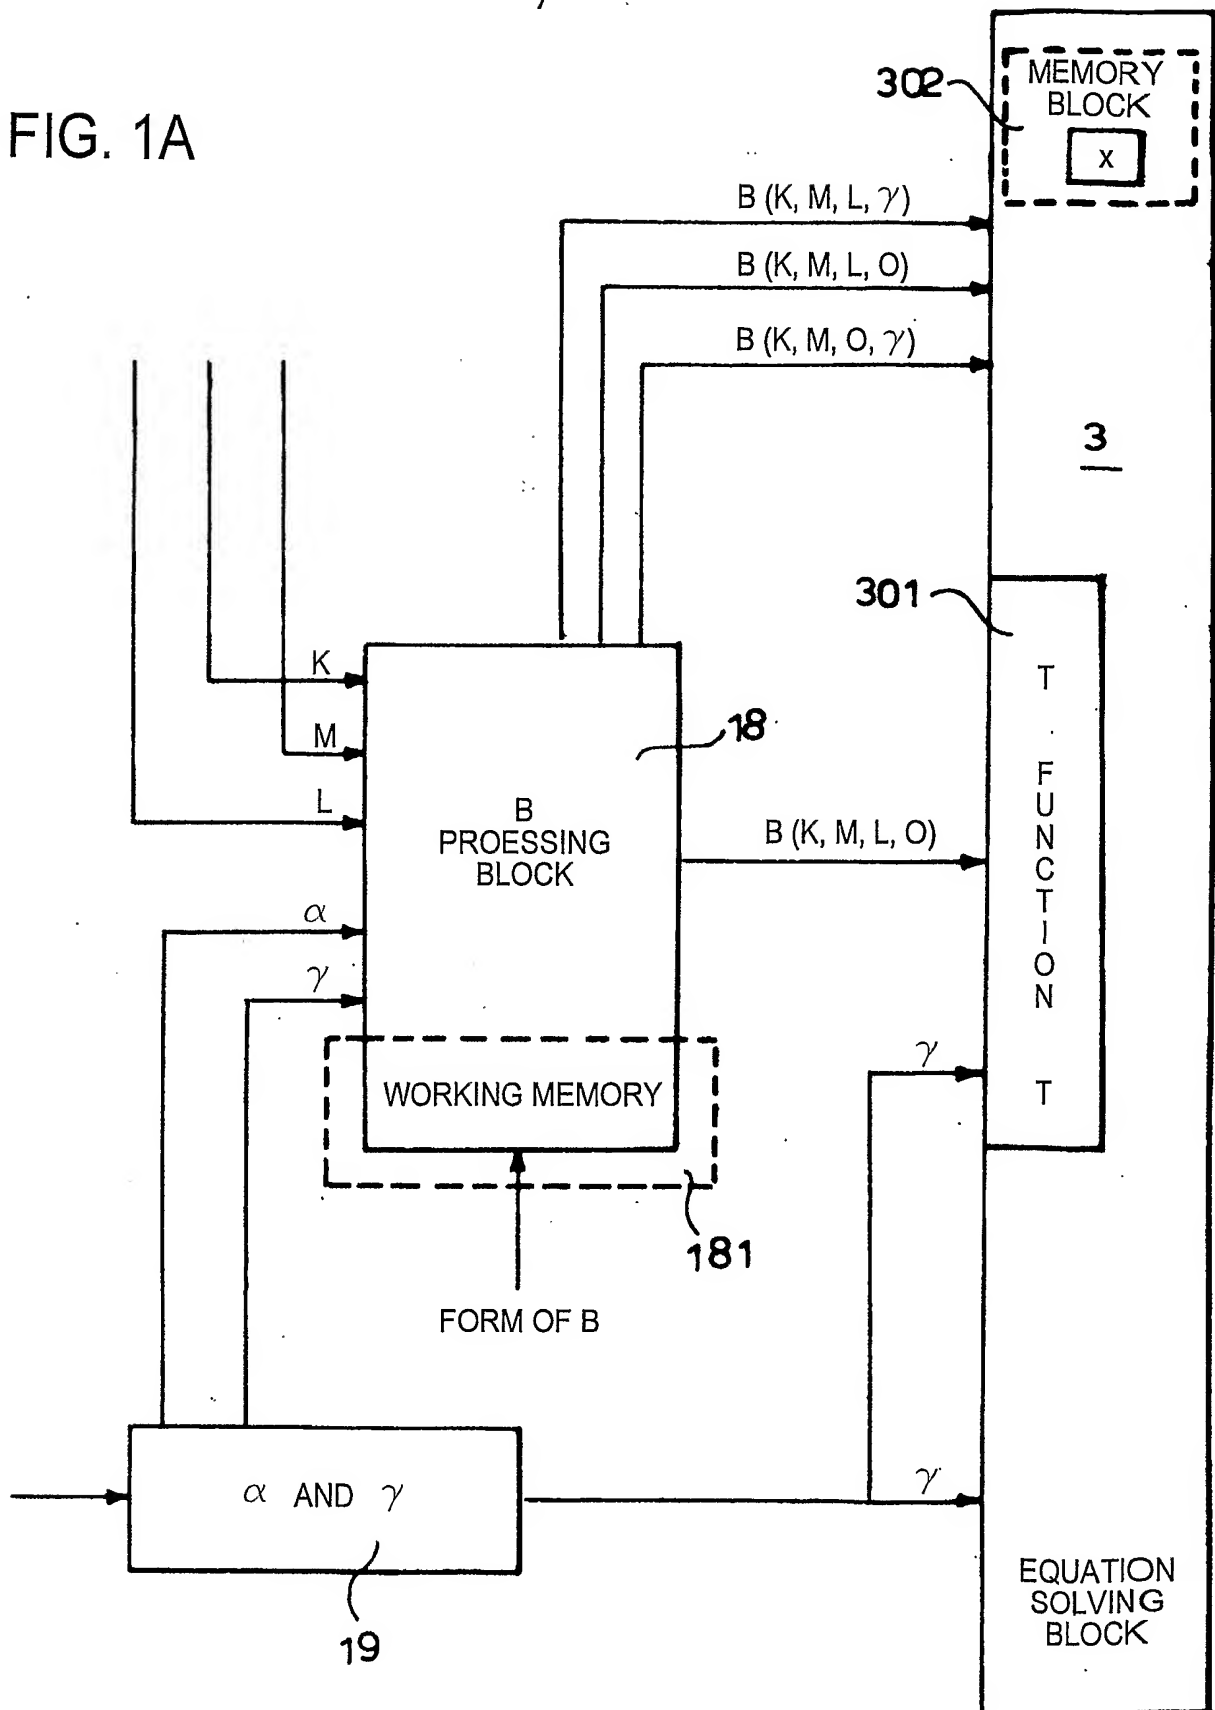 FIG. 1A
302
MEMORY
BLOCK
x
B (K, M, L, γ)
B (K, M, L, O)
B (K, M, O, γ)
3
301
T FUNCTION T
K
M
L
18
B
PROESSING
BLOCK
B (K, M, L, O)
α
γ
γ
WORKING MEMORY
181
FORM OF B
α AND γ
γ
19
EQUATION
SOLVING
BLOCK